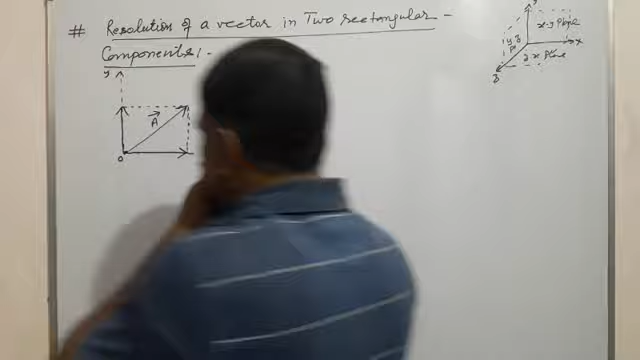 # Resolution of a vector in Two rectangular -
Components :-
y
A
O
x-y plane
x
z x plane